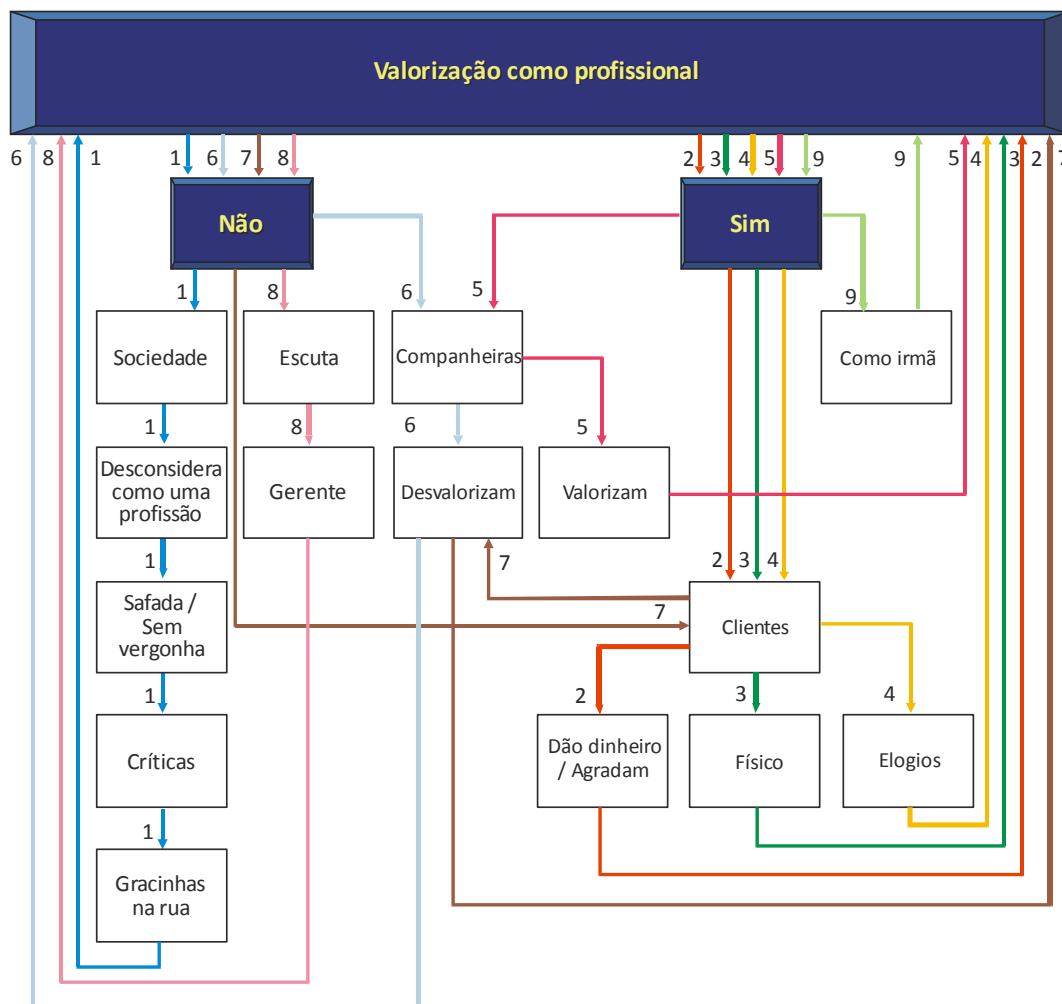 Valorização como profissional
6
8
1
1
6
7
8
2
3
4
5
9
9
5
4
3
2
7
Não
Sim
1
8
6
5
9
Sociedade
Escuta
Companheiras
Como irmã
1
8
6
5
Desconsidera
como uma
profissão
Gerente
Desvalorizam
Valorizam
1
7
2
3
4
Safada /
Sem
vergonha
7
Clientes
1
2
3
4
Críticas
Dão dinheiro
/ Agradam
Físico
Elogios
1
Gracinhas
na rua